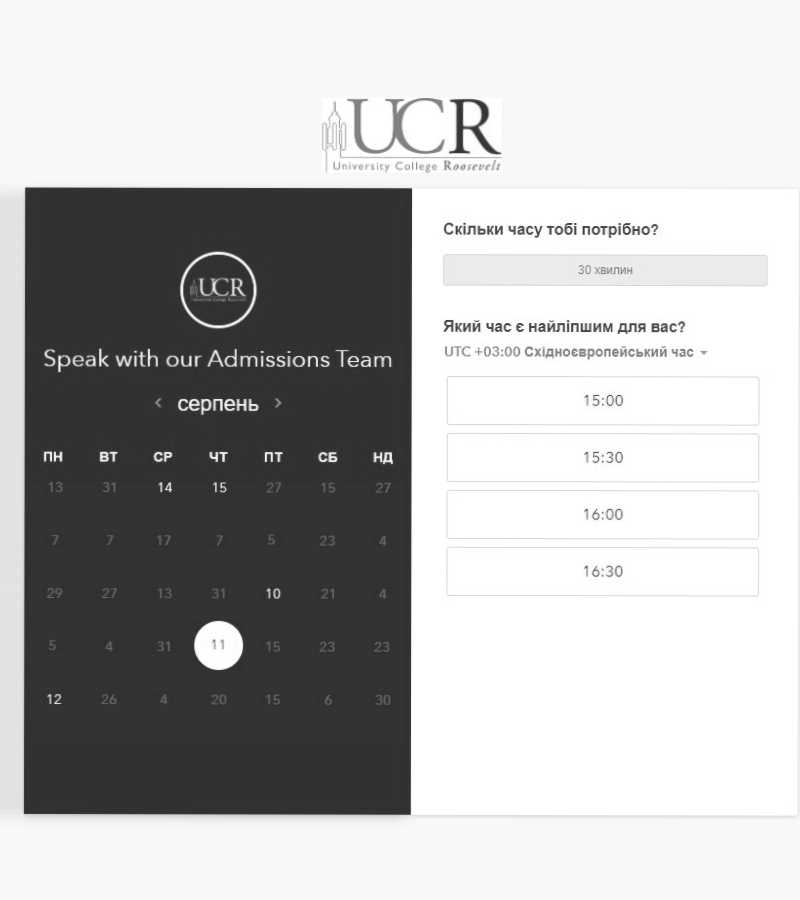 UCR
University College Roosevelt
UCR
Speak with our Admissions Team
серпень
ПН ВТ СР ЧТ ПТ СБ НД
13 31 14 15 27 15 27
7 7 17 7 5 23 4
29 27 13 31 10 21 4
5 4 31 11 15 23 23
12 26 4 20 15 6 30
Скільки часу тобі потрібно?
30 хвилин
Який час є найліпшим для вас?
UTC +03:00 Східноєвропейський час
15:00
15:30
16:00
16:30